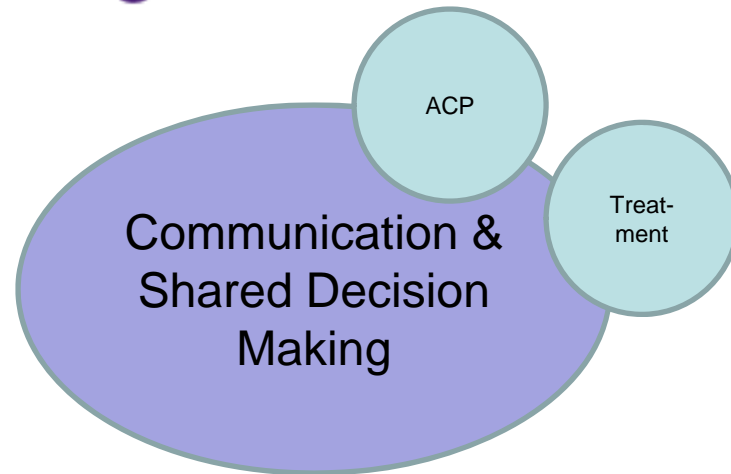 ACP
Treat-
ment
Communication &
Shared Decision
Making